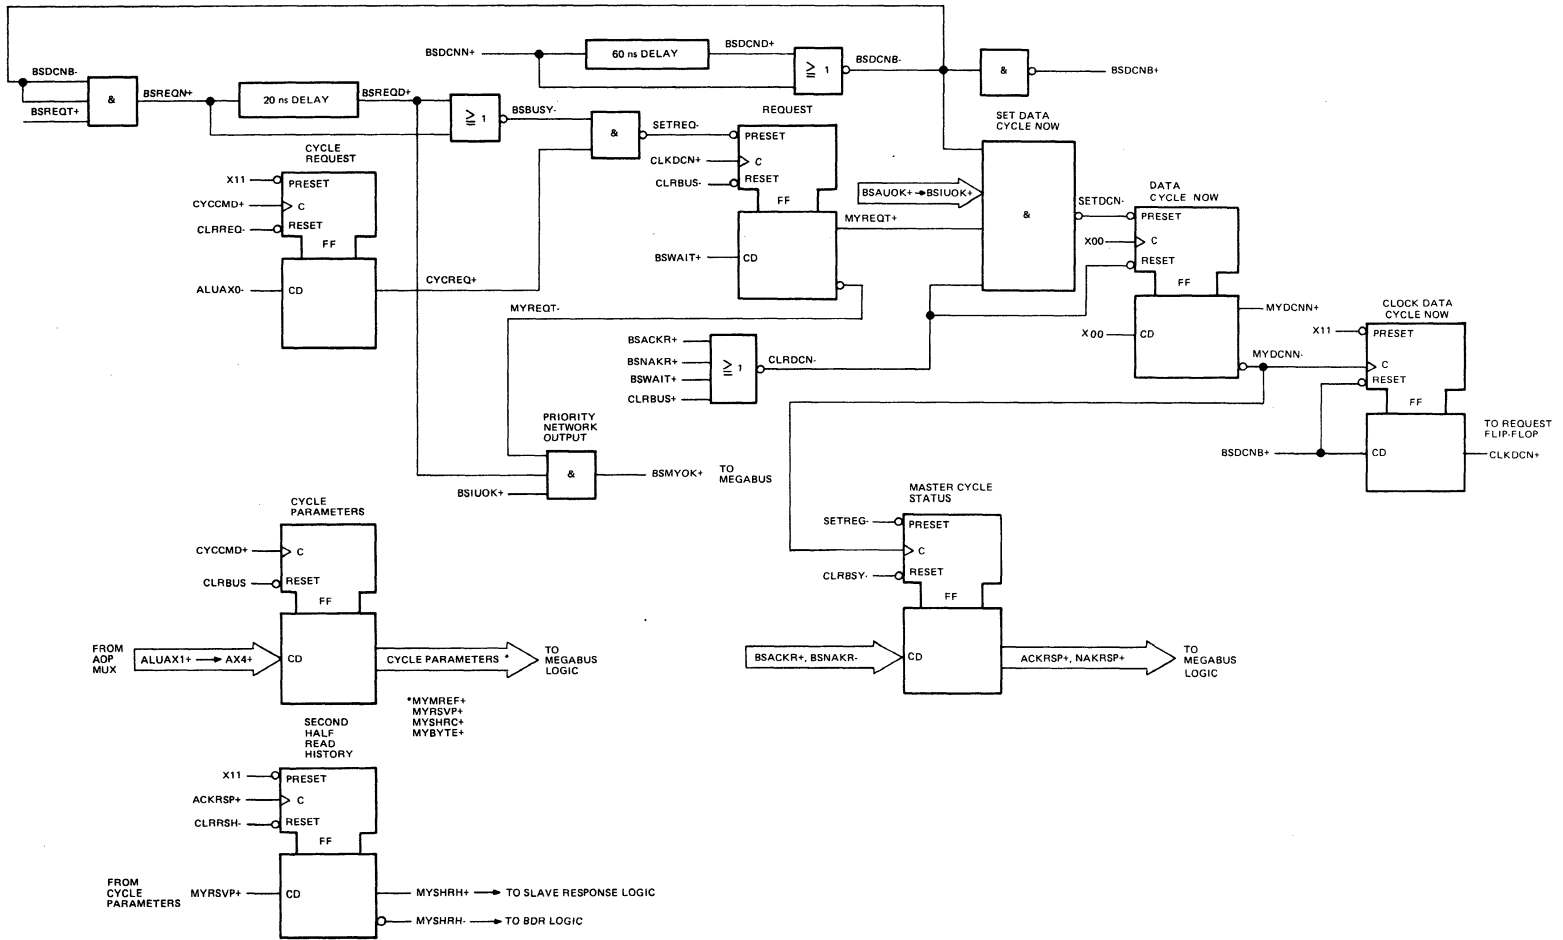 BSDCNN+
60 ns DELAY
BSDCND+
≥ 1
BSDCNB-
&
BSDCNB+
BSDCNB-
BSREQT+
&
BSREQN+
20 ns DELAY
BSREQD+
≥ 1
BSBUSY-
&
SETREQ-
REQUEST
PRESET
CLKDCN+
C
CLRBUS-
RESET
FF
BSWAIT+
CD
MYREQT+
MYREQT-
SET DATA
CYCLE NOW
BSAUOK+ → BSIUOK+
&
SETDCN-
DATA
CYCLE NOW
PRESET
X00
C
RESET
FF
X00
CD
MYDCNN+
MYDCNN-
CLOCK DATA
CYCLE NOW
X11
PRESET
C
RESET
FF
BSDCNB+
CD
TO REQUEST
FLIP-FLOP
CLKDCN+
CYCLE
REQUEST
X11
PRESET
CYCCMD+
C
CLRREQ-
RESET
FF
ALUAX0-
CD
CYCREQ+
BSACKR+
BSNAKR+
BSWAIT+
CLRBUS+
≥ 1
CLRDCN-
PRIORITY
NETWORK
OUTPUT
BSIUOK+
&
BSMYOK+
TO
MEGABUS
CYCLE
PARAMETERS
CYCCMD+
C
CLRBUS
RESET
FF
FROM
AOP
MUX
ALUAX1+ → AX4+
CD
CYCLE PARAMETERS *
TO
MEGABUS
LOGIC
*MYMREF+
MYRSVP+
MYSHRC+
MYBYTE+
MASTER CYCLE
STATUS
SETREG-
PRESET
C
CLRBSY-
RESET
FF
BSACKR+, BSNAKR-
CD
ACKRSP+, NAKRSP+
TO
MEGABUS
LOGIC
SECOND
HALF
READ
HISTORY
X11
PRESET
ACKRSP+
C
CLRRSH-
RESET
FF
FROM
CYCLE
PARAMETERS
MYRSVP+
CD
MYSHRH+ → TO SLAVE RESPONSE LOGIC
MYSHRH- → TO BDR LOGIC